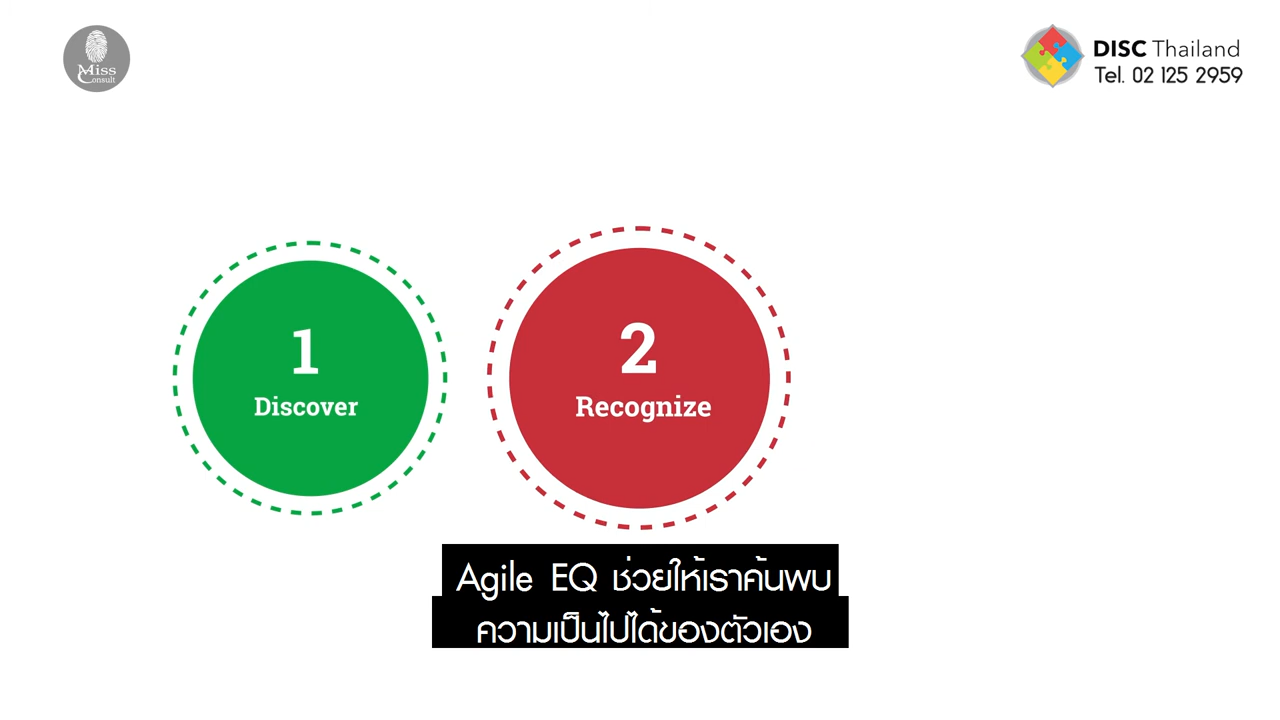 Miss
Consult
DISC Thailand
Tel. 02 125 2959
1
Discover
2
Recognize
Agile EQ ช่วยให้เราค้นพบ
ความเป็นไปได้ของตัวเอง